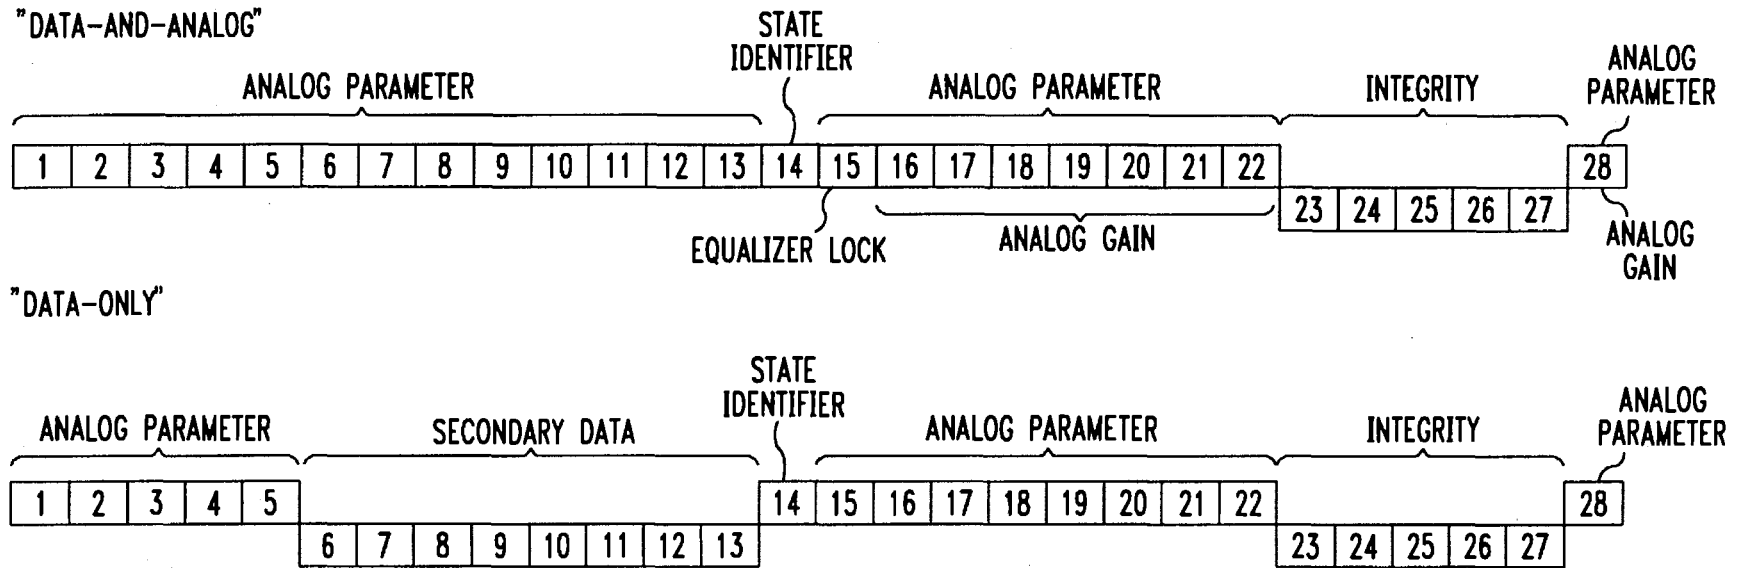 "DATA-AND-ANALOG"
STATE
IDENTIFIER
ANALOG PARAMETER
ANALOG PARAMETER
INTEGRITY
ANALOG
PARAMETER
1 2 3 4 5 6 7 8 9 10 11 12 13 14 15 16 17 18 19 20 21 22 28
23 24 25 26 27
EQUALIZER LOCK
ANALOG GAIN
ANALOG
GAIN
"DATA-ONLY"
STATE
IDENTIFIER
ANALOG PARAMETER
SECONDARY DATA
ANALOG PARAMETER
INTEGRITY
ANALOG
PARAMETER
1 2 3 4 5 14 15 16 17 18 19 20 21 22 28
6 7 8 9 10 11 12 13 23 24 25 26 27